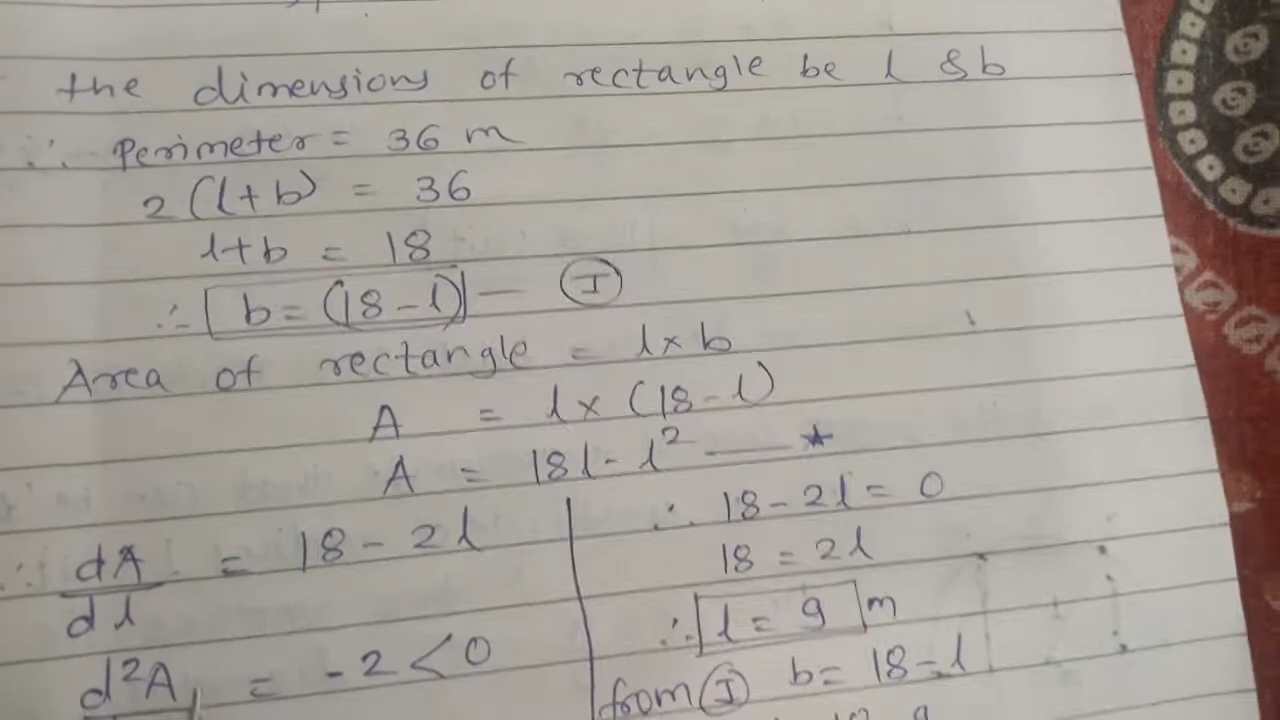 the dimensions of rectangle be l & b
∴ Perimeter = 36 m
2(l+b) = 36
l+b = 18
∴ b = (18-l) — (I)
Area of rectangle = l×b
A = l×(18-l)
A = 18l - l² — ★
∴ dA/dl = 18 - 2l
d²A = -2 < 0
∴ 18 - 2l = 0
18 = 2l
∴ l = 9 m
from (I) b = 18 - l